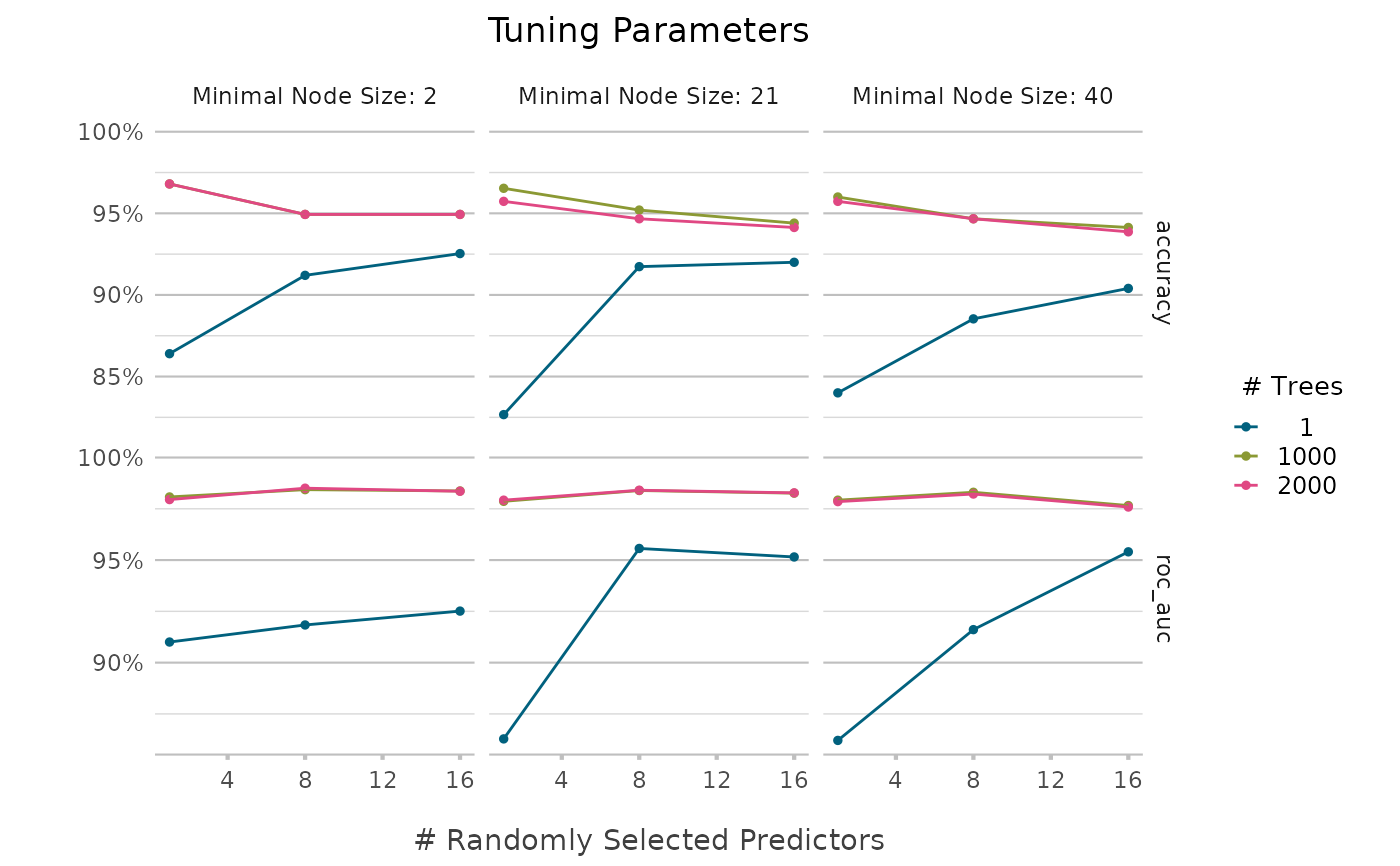 Tuning Parameters
Minimal Node Size: 2
Minimal Node Size: 21
Minimal Node Size: 40
100%
95%
90%
85%
accuracy
100%
95%
90%
roc_auc
4 8 12 16
4 8 12 16
4 8 12 16
# Randomly Selected Predictors
# Trees
1
1000
2000